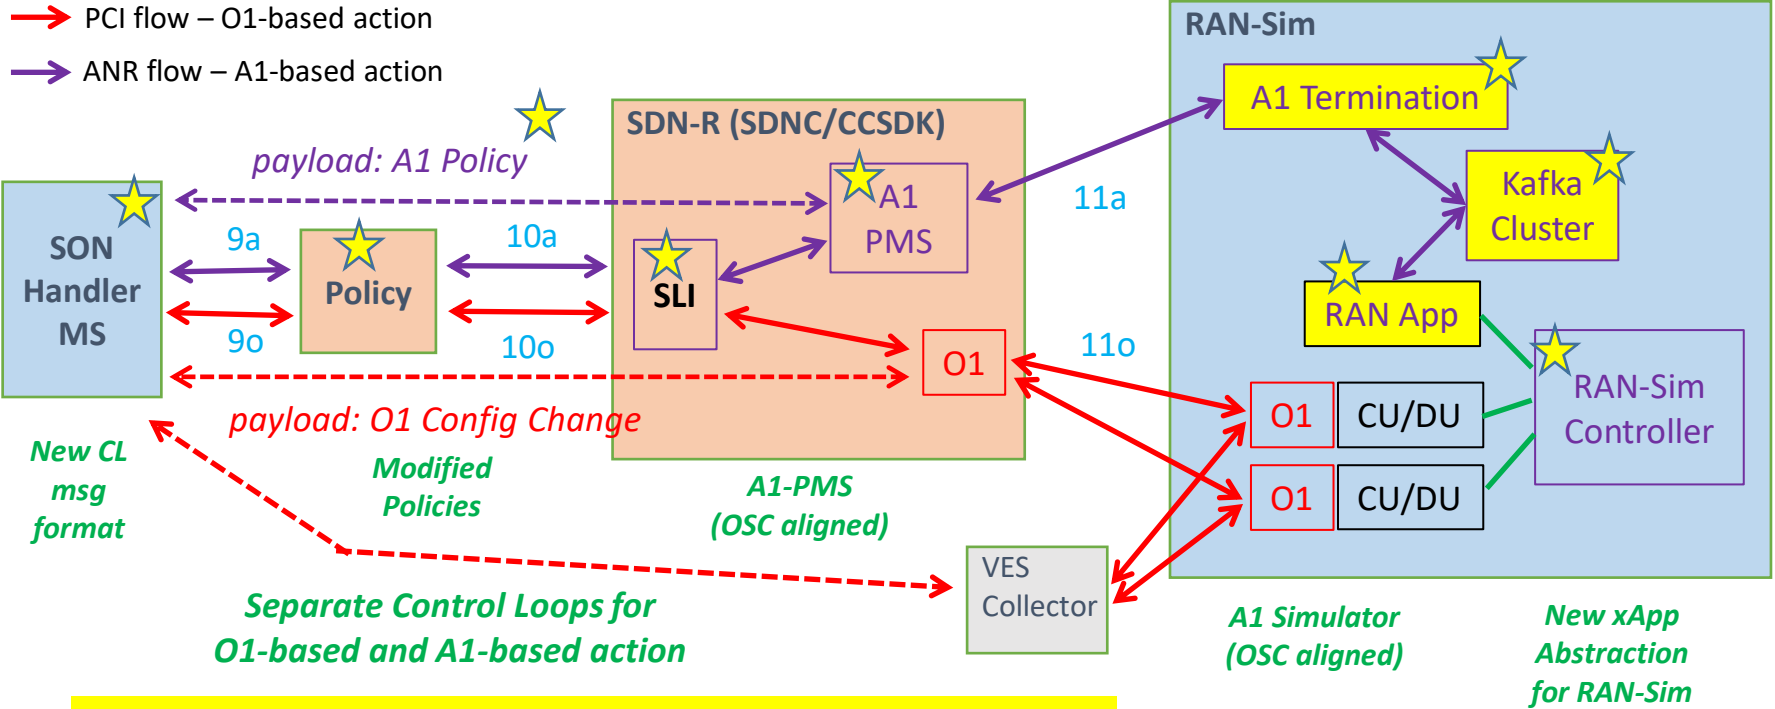 PCI flow – O1-based action
ANR flow – A1-based action
payload: A1 Policy
SON
Handler
MS
9a
9o
Policy
10a
10o
payload: O1 Config Change
New CL
msg
format
Modified
Policies
SDN-R (SDNC/CCSDK)
A1
PMS
SLI
O1
A1-PMS
(OSC aligned)
11a
11o
RAN-Sim
A1 Termination
Kafka
Cluster
RAN App
RAN-Sim
Controller
O1
CU/DU
O1
CU/DU
VES
Collector
Separate Control Loops for
O1-based and A1-based action
A1 Simulator
(OSC aligned)
New xApp
Abstraction
for RAN-Sim